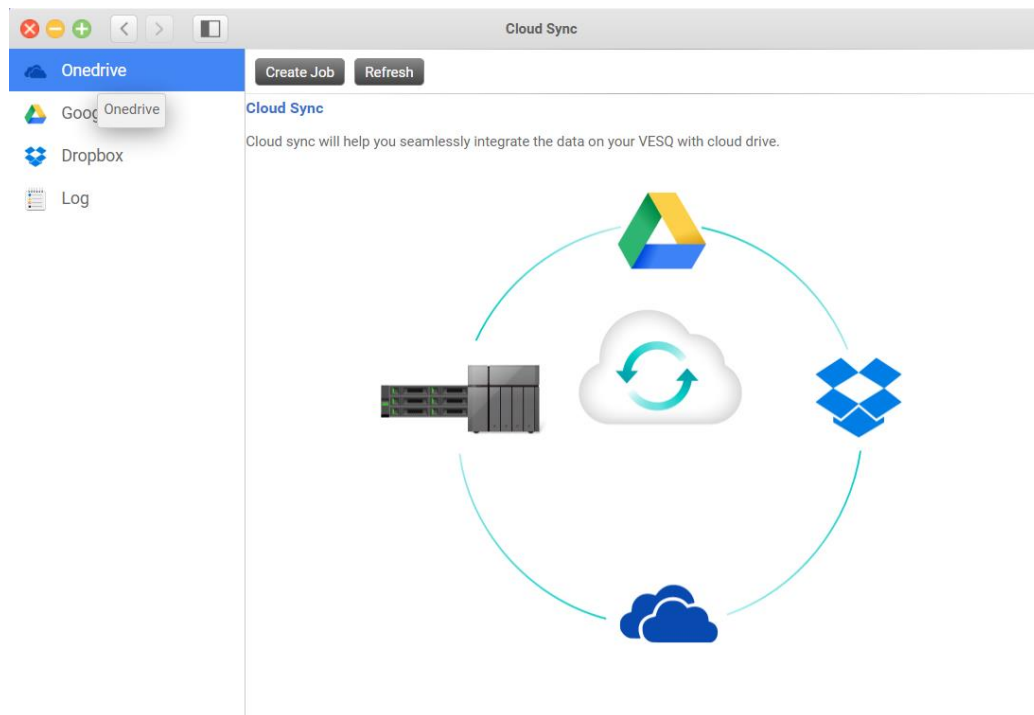 Cloud Sync
Onedrive
Goog
Onedrive
Dropbox
Log
Create Job Refresh
Cloud Sync
Cloud sync will help you seamlessly integrate the data on your VESQ with cloud drive.